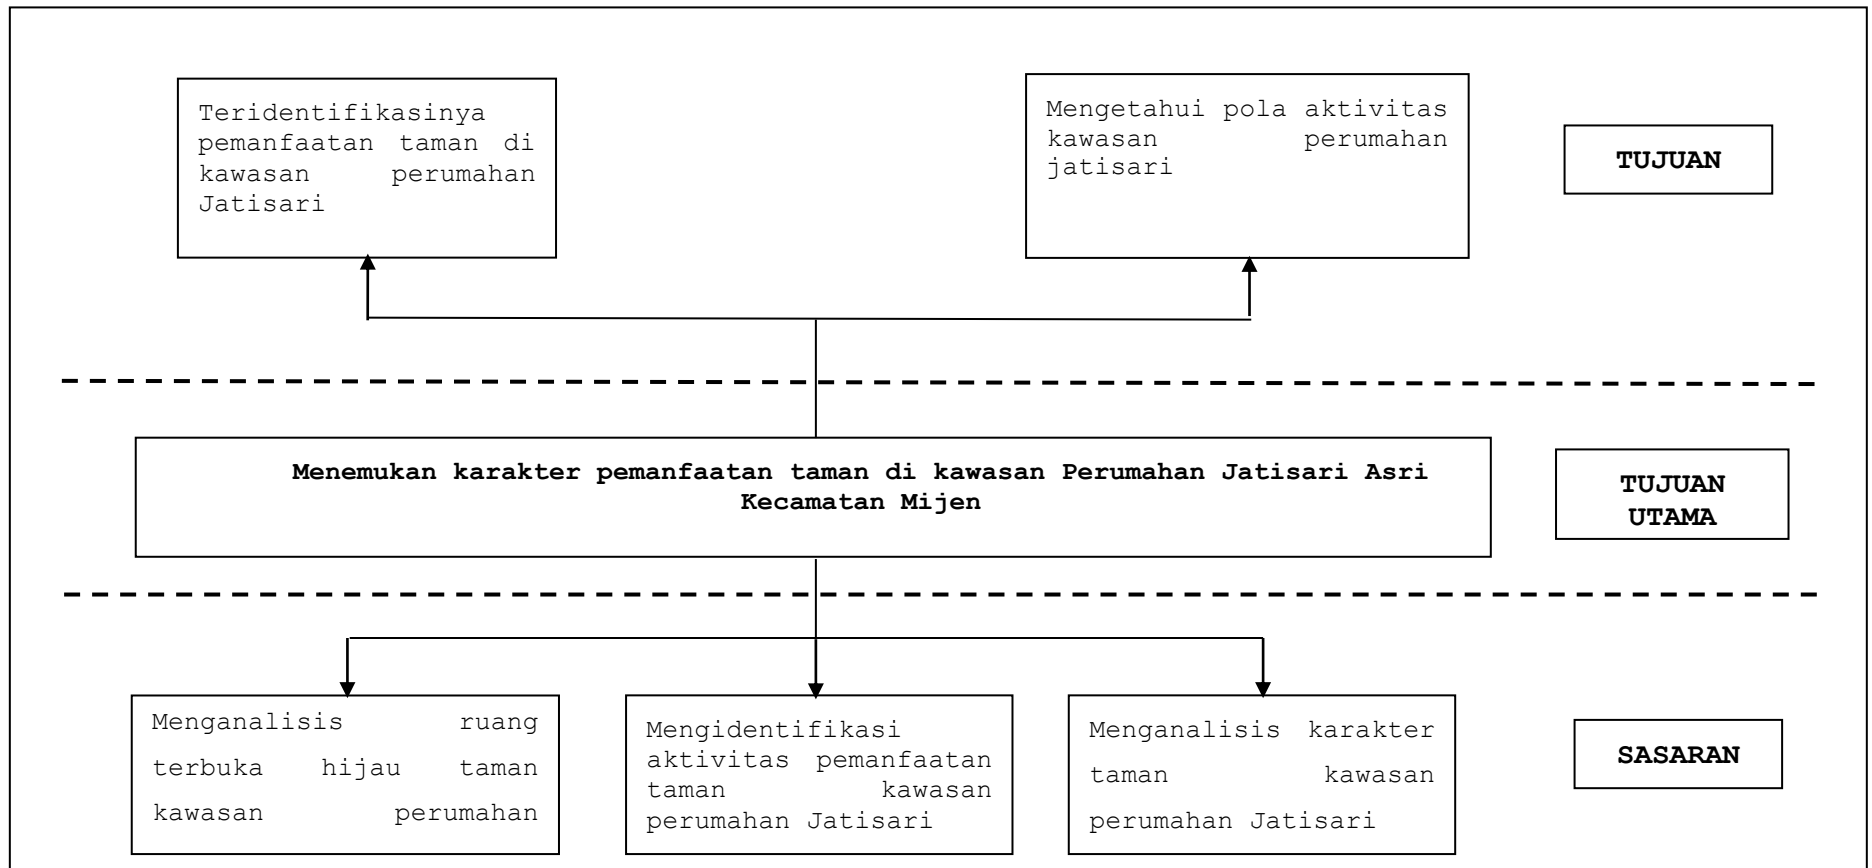 Teridentifikasinya
pemanfaatan taman di
kawasan perumahan
Jatisari
Mengetahui pola aktivitas
kawasan perumahan
jatisari
TUJUAN
Menemukan karakter pemanfaatan taman di kawasan Perumahan Jatisari Asri
Kecamatan Mijen
TUJUAN
UTAMA
Menganalisis ruang
terbuka hijau taman
kawasan perumahan
Mengidentifikasi
aktivitas pemanfaatan
taman kawasan
perumahan Jatisari
Menganalisis karakter
taman kawasan
perumahan Jatisari
SASARAN